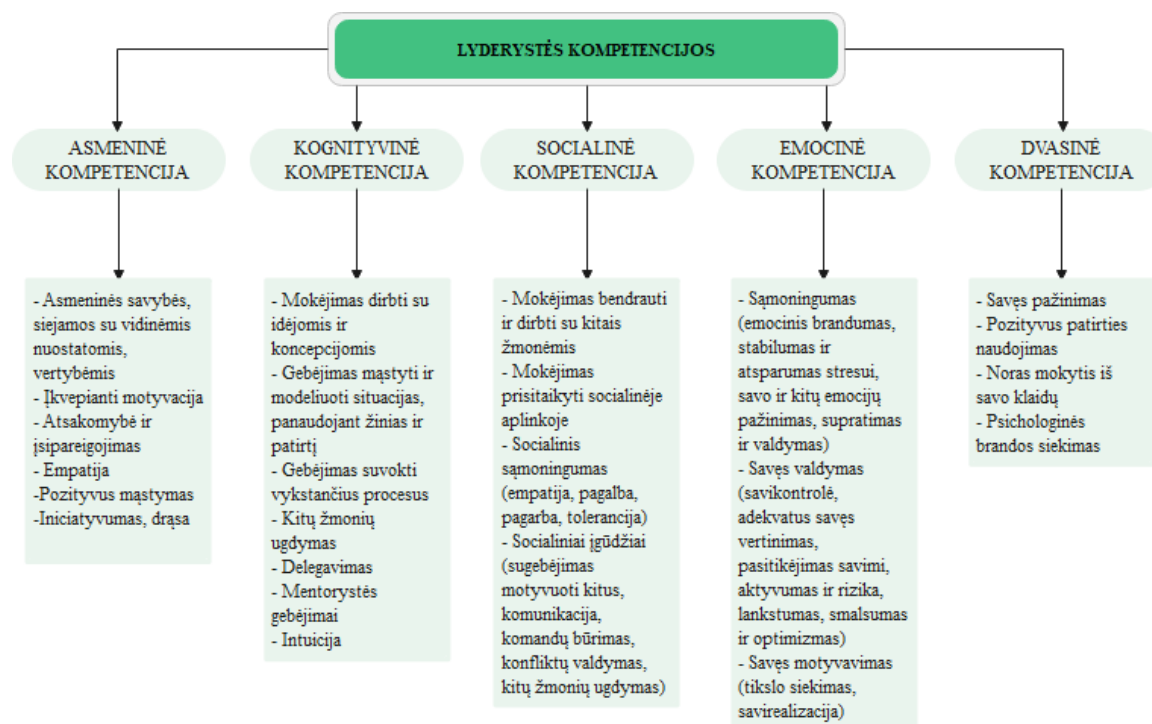 LYDERYSTĖS KOMPETENCIJOS
ASMENINĖ
KOMPETENCIJA
KOGNITYVINĖ
KOMPETENCIJA
SOCIALINĖ
KOMPETENCIJA
EMOCINĖ
KOMPETENCIJA
DVASINĖ
KOMPETENCIJA
- Asmeninės savybės,
siejamos su vidinėmis
nuostatomis,
vertybėmis
- Įkvepianti motyvacija
- Atsakomybė ir
įsipareigojimas
- Empatija
-Pozityvus mąstymas
-Iniciatyvumas, drąsa
- Mokėjimas dirbti su
idėjomis ir
koncepcijomis
- Gebėjimas mąstyti ir
modeliuoti situacijas,
panaudojant žinias ir
patirtį
- Gebėjimas suvokti
vykstančius procesus
- Kitų žmonių
ugdymas
- Delegavimas
- Mentorystės
gebėjimai
- Intuicija
- Mokėjimas bendrauti
ir dirbti su kitais
žmonėmis
- Mokėjimas
prisitaikyti socialinėje
aplinkoje
- Socialinis
sąmoningumas
(empatija, pagalba,
pagarba, tolerancija)
- Socialiniai įgūdžiai
(sugebėjimas
motyvuoti kitus,
komunikacija,
komandų būrimas,
konfliktų valdymas,
kitų žmonių ugdymas)
- Sąmoningumas
(emocinis brandumas,
stabilumas ir
atsparumas stresui,
savo ir kitų emocijų
pažinimas, supratimas
ir valdymas)
- Savęs valdymas
(savikontrolė,
adekvatus savęs
vertinimas,
pasitikėjimas savimi,
aktyvumas ir rizika,
lankstumas, smalsumas
ir optimizmas)
- Savęs motyvavimas
(tikslo siekimas,
savirealizacija)
- Savęs pažinimas
- Pozityvus patirties
naudojimas
- Noras mokytis iš
savo klaidų
- Psichologinės
brandos siekimas